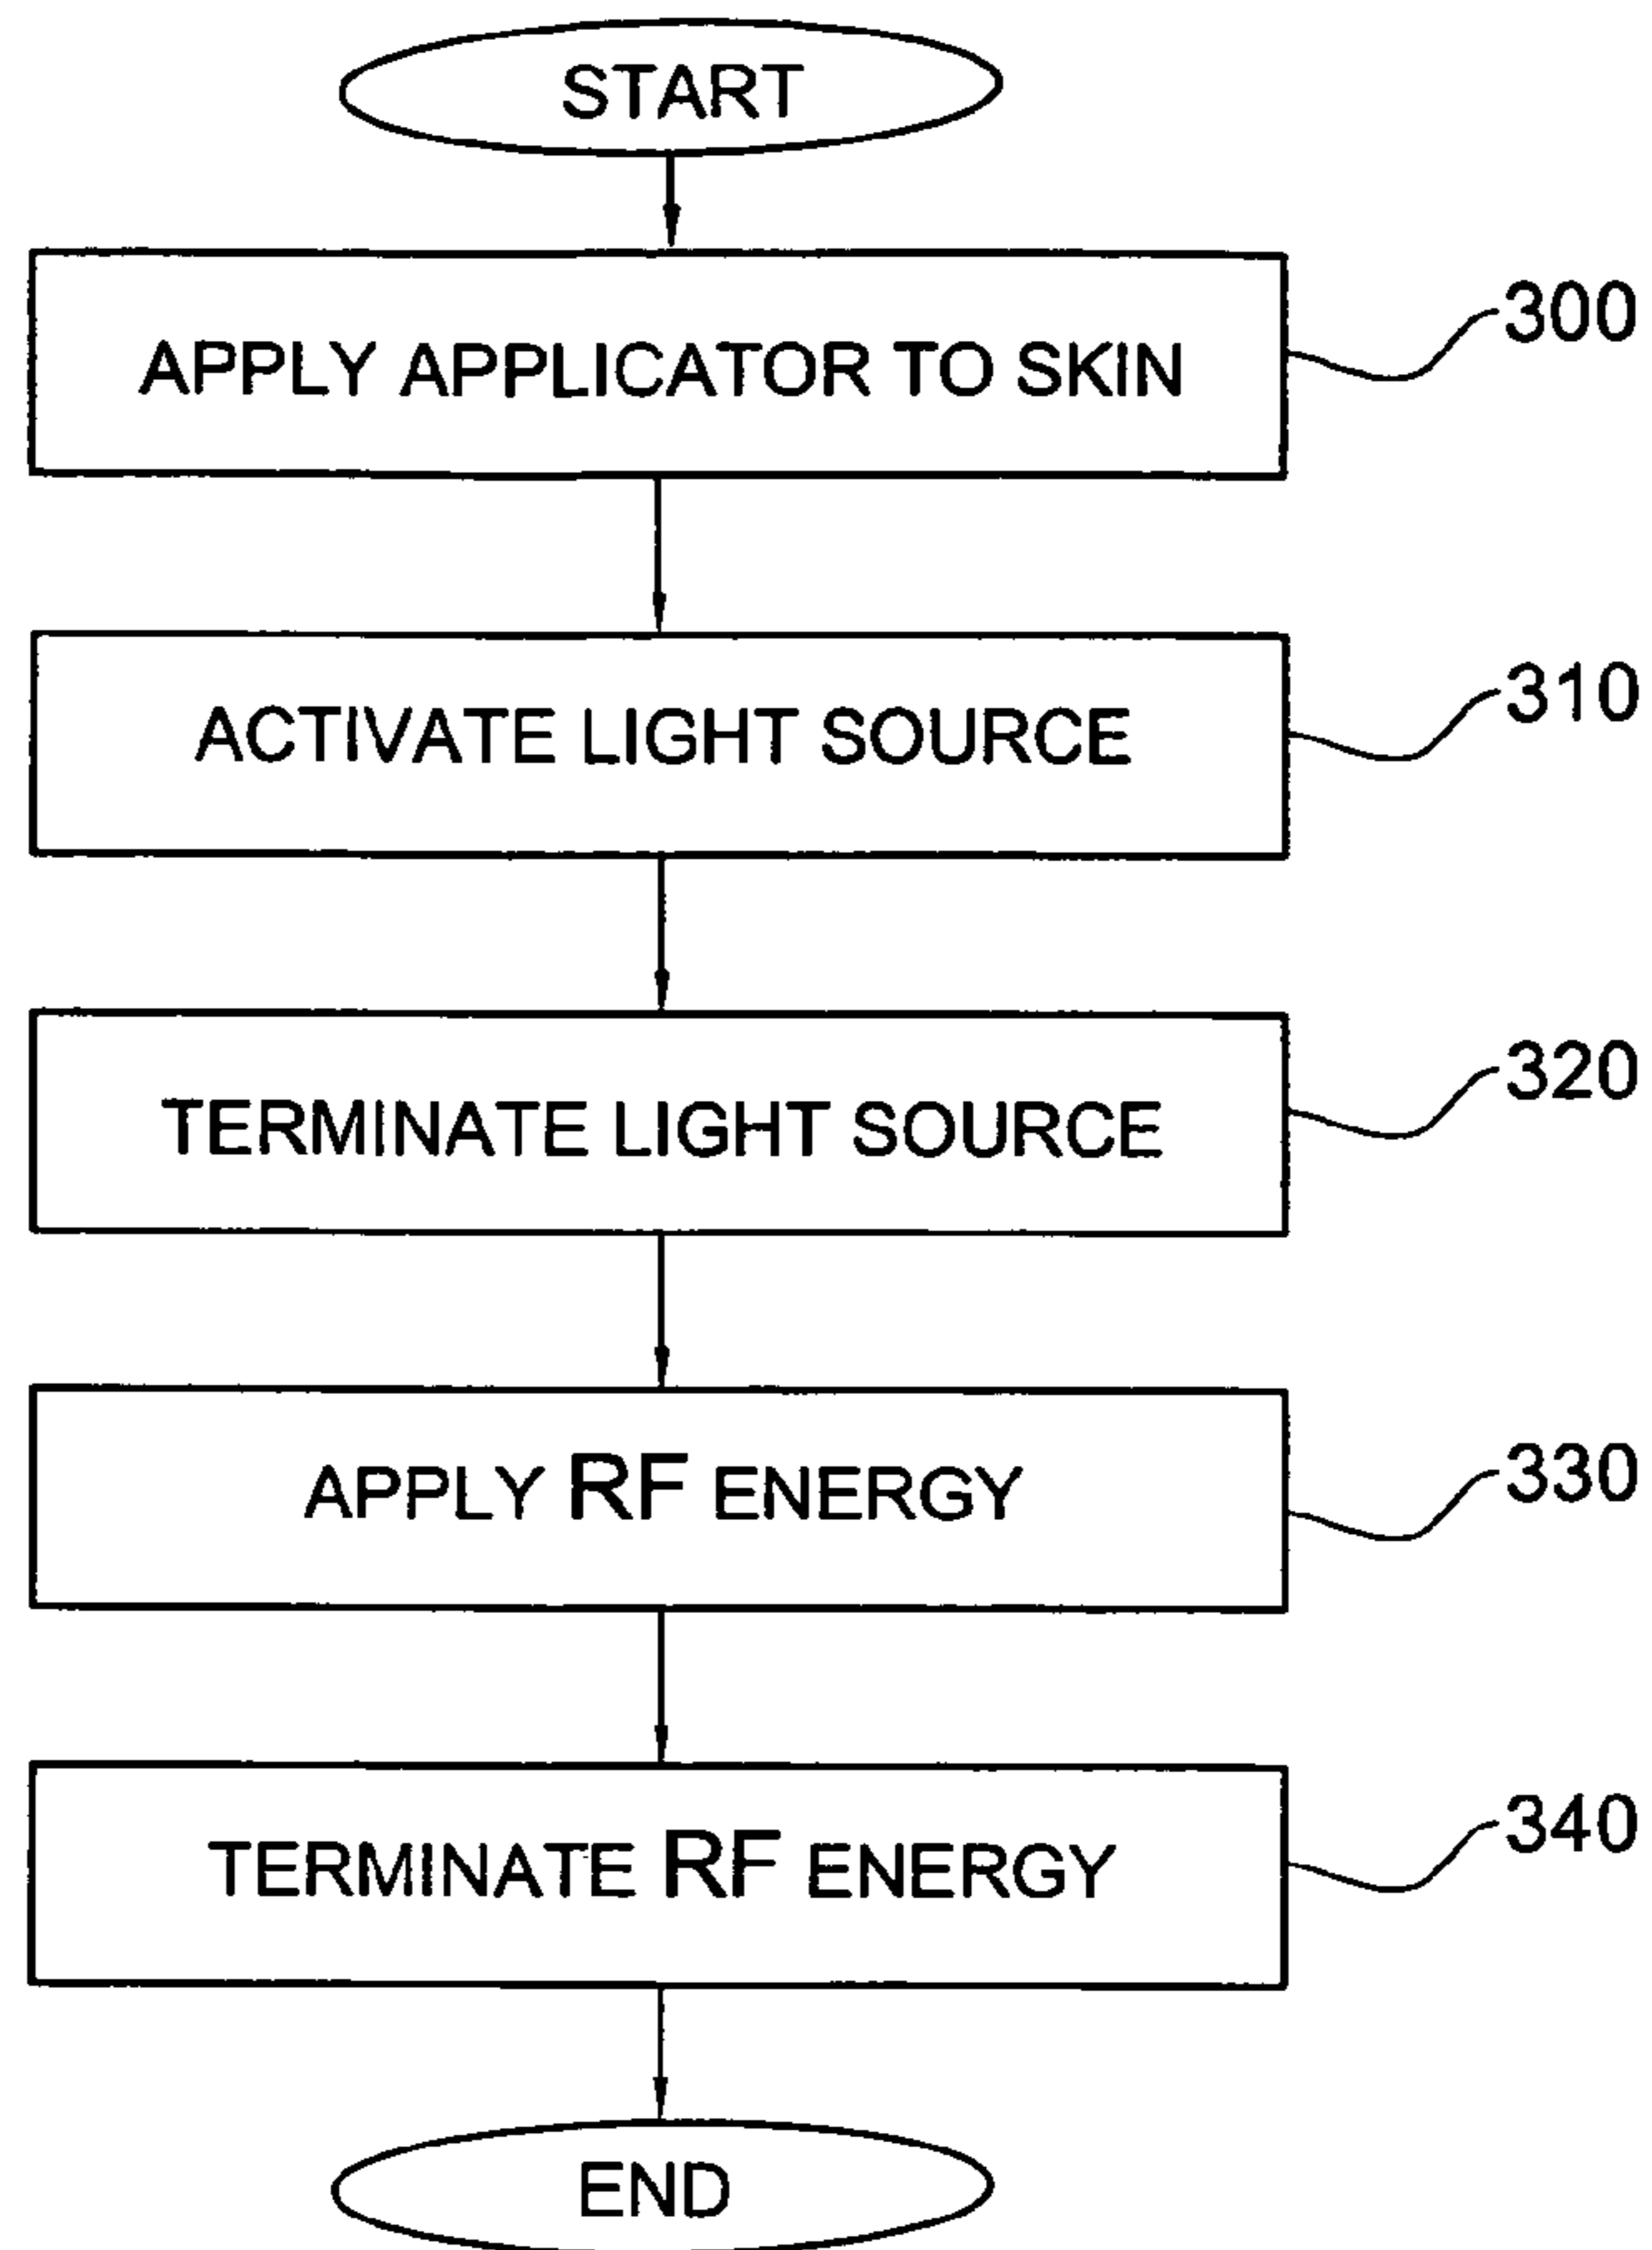 START
APPLY APPLICATOR TO SKIN
300
ACTIVATE LIGHT SOURCE
310
TERMINATE LIGHT SOURCE
320
APPLY RF ENERGY
330
TERMINATE RF ENERGY
340
END